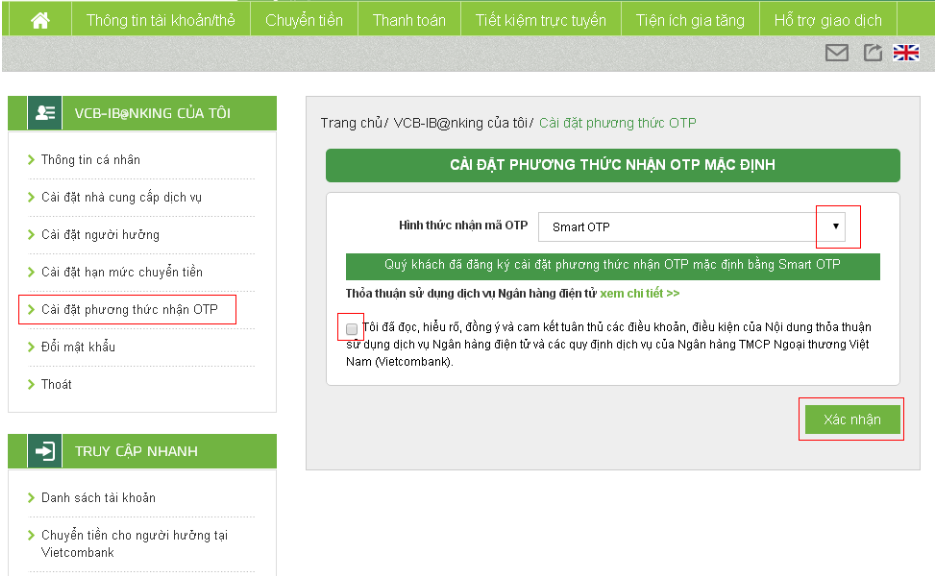 Thông tin tài khoản/thẻ
Chuyển tiền
Thanh toán
Tiết kiệm trực tuyến
Tiện ích gia tăng
Hỗ trợ giao dịch
VCB-IB@NKING CỦA TÔI
Thông tin cá nhân
Cài đặt nhà cung cấp dịch vụ
Cài đặt người hưởng
Cài đặt hạn mức chuyển tiền
Cài đặt phương thức nhận OTP
Đổi mật khẩu
Thoát
TRUY CẬP NHANH
Danh sách tài khoản
Chuyển tiền cho người hưởng tại
Vietcombank
Trang chủ/ VCB-IB@nking của tôi/ Cài đặt phương thức OTP
CÀI ĐẶT PHƯƠNG THỨC NHẬN OTP MẶC ĐỊNH
Hình thức nhận mã OTP
Smart OTP
Quý khách đã đăng ký cài đặt phương thức nhận OTP mặc định bằng Smart OTP
Thỏa thuận sử dụng dịch vụ Ngân hàng điện tử xem chi tiết >>
Tôi đã đọc, hiểu rõ, đồng ý và cam kết tuân thủ các điều khoản, điều kiện của Nội dung thỏa thuận
sử dụng dịch vụ Ngân hàng điện tử và các quy định dịch vụ của Ngân hàng TMCP Ngoại thương Việt
Nam (Vietcombank).
Xác nhận